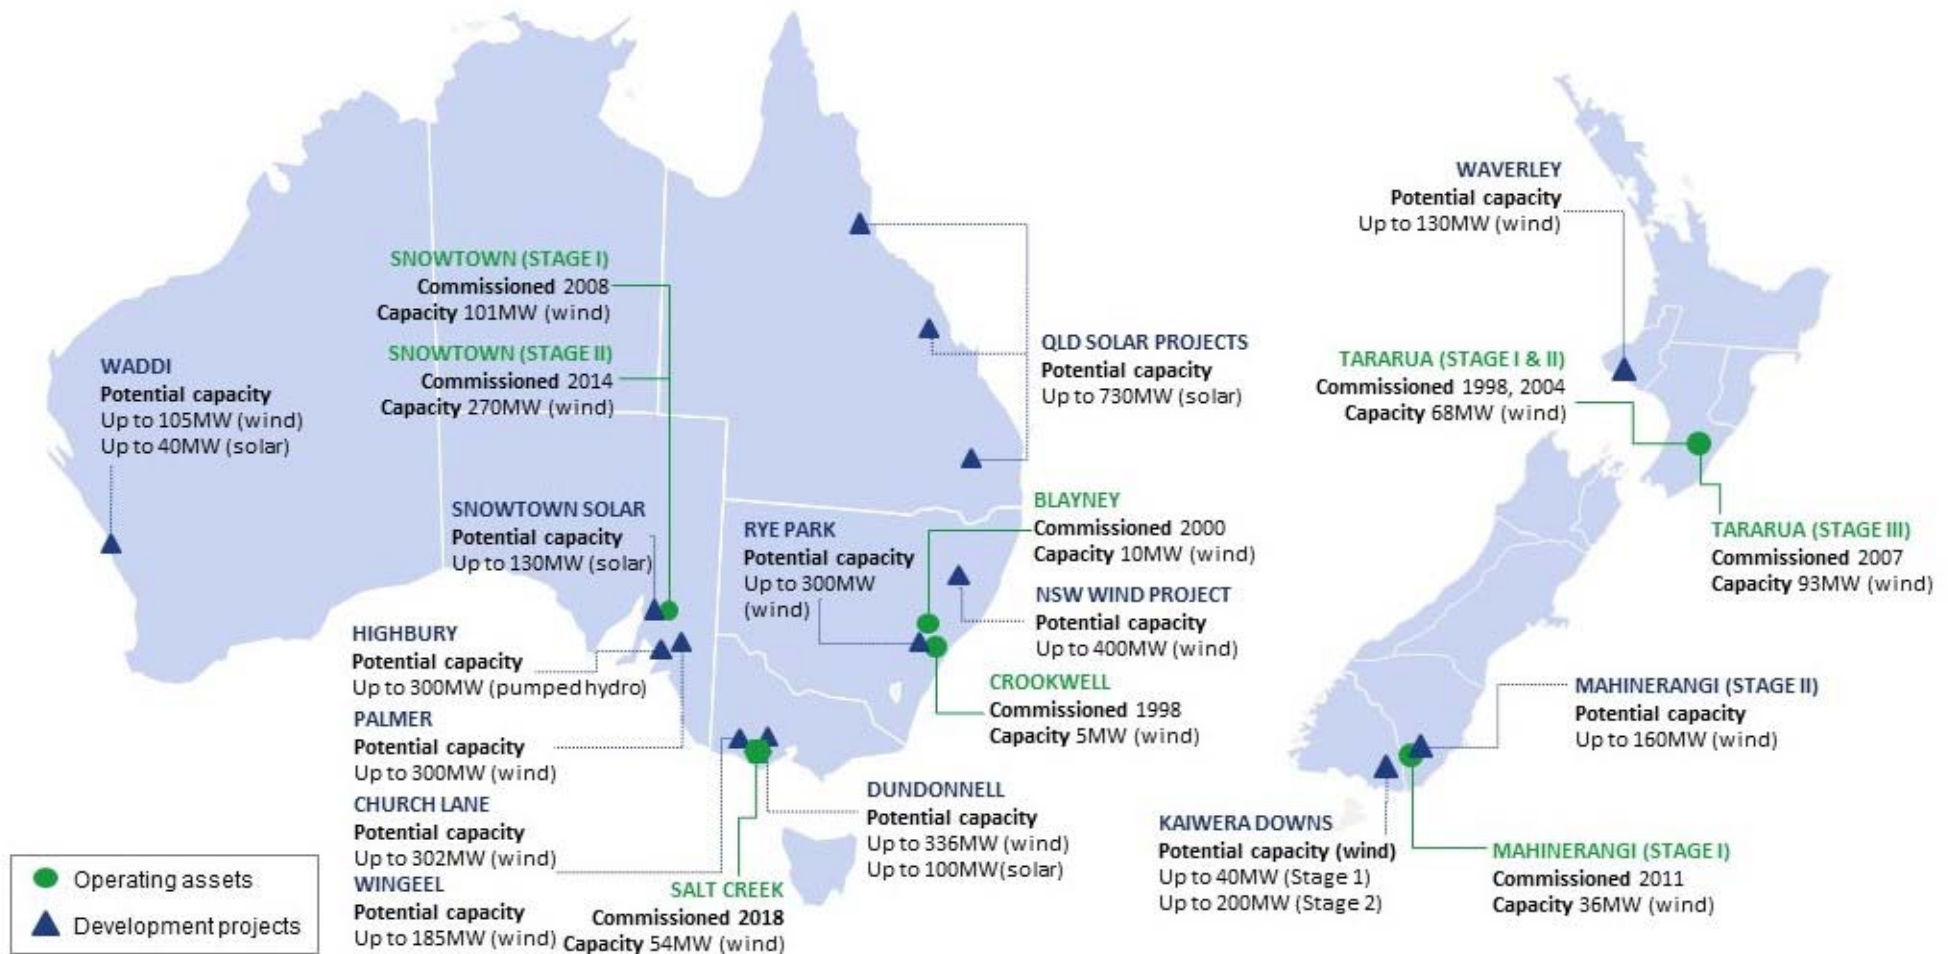 SNOWTOWN (STAGE I)
Commissioned 2008
Capacity 101MW (wind)
SNOWTOWN (STAGE II)
Commissioned 2014
Capacity 270MW (wind)
WADDI
Potential capacity
Up to 105MW (wind)
Up to 40MW (solar)
SNOWTOWN SOLAR
Potential capacity
Up to 130MW (solar)
HIGHBURY
Potential capacity
Up to 300MW (pumped hydro)
PALMER
Potential capacity
Up to 300MW (wind)
CHURCH LANE
Potential capacity
Up to 302MW (wind)
WINGEEL
Potential capacity
Up to 185MW (wind)
SALT CREEK
Commissioned 2018
Capacity 54MW (wind)
DUNDONNELL
Potential capacity
Up to 336MW (wind)
Up to 100MW(solar)
RYE PARK
Potential capacity
Up to 300MW
(wind)
QLD SOLAR PROJECTS
Potential capacity
Up to 730MW (solar)
BLAYNEY
Commissioned 2000
Capacity 10MW (wind)
NSW WIND PROJECT
Potential capacity
Up to 400MW (wind)
CROOKWELL
Commissioned 1998
Capacity 5MW (wind)
WAVERLEY
Potential capacity
Up to 130MW (wind)
TARARUA (STAGE I & II)
Commissioned 1998, 2004
Capacity 68MW (wind)
TARARUA (STAGE III)
Commissioned 2007
Capacity 93MW (wind)
MAHINERANGI (STAGE II)
Potential capacity
Up to 160MW (wind)
KAIWERA DOWNS
Potential capacity (wind)
Up to 40MW (Stage 1)
Up to 200MW (Stage 2)
MAHINERANGI (STAGE I)
Commissioned 2011
Capacity 36MW (wind)
Operating assets
Development projects